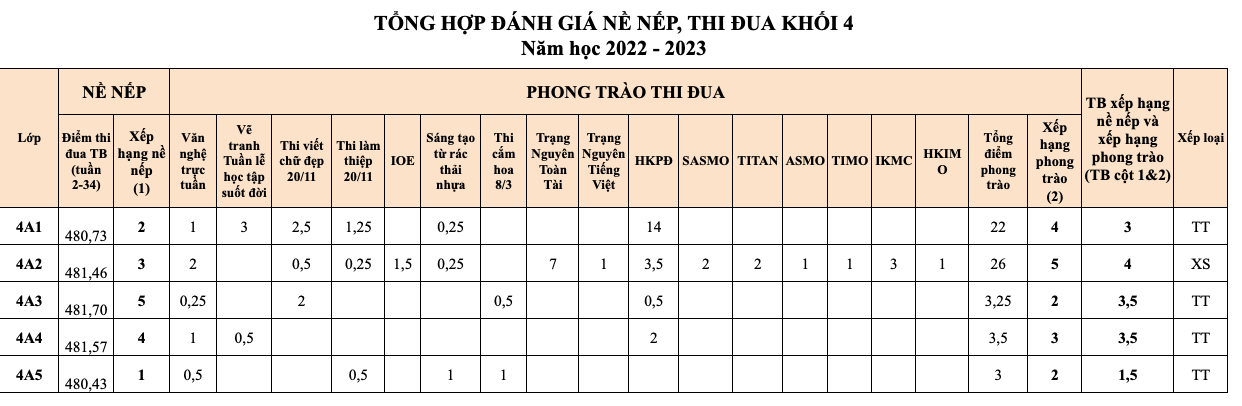 TỔNG HỢP ĐÁNH GIÁ NỀ NẾP, THI ĐUA KHỐI 4
Năm học 2022 - 2023
Lớp
NỀ NẾP
PHONG TRÀO THI ĐUA
TB xếp hạng
nề nếp và
xếp hạng
phong trào
(TB cột 1&2)
Xếp loại
Điểm thi
đua TB
(tuần
2-34)
Xếp
hạng nề
nếp
(1)
Văn
nghệ trực
tuần
Vẽ
tranh
Tuần lễ
học tập
suốt đời
Thi viết
chữ đẹp
20/11
Thi làm
thiệp
20/11
IOE
Sáng tạo
từ rác
thải
nhựa
Thi
cắm
hoa
8/3
Trạng
Nguyên
Toàn
Tài
Trạng
Nguyên
Tiếng
Việt
HKPĐ
SASMO
TITAN
ASMO
TIMO
IKMC
HKIM
O
Tổng
điểm
phong
trào
Xếp
hạng
phong
trào
(2)
4A1 480,73 2 1 3 2,5 1,25 0,25 14 22 4 3 TT
4A2 481,46 3 2 0,5 0,25 1,5 0,25 7 1 3,5 2 2 1 1 3 1 26 5 4 XS
4A3 481,70 5 0,25 2 0,5 0,5 3,25 2 3,5 TT
4A4 481,57 4 1 0,5 2 3,5 3 3,5 TT
4A5 480,43 1 0,5 0,5 1 1 3 2 1,5 TT